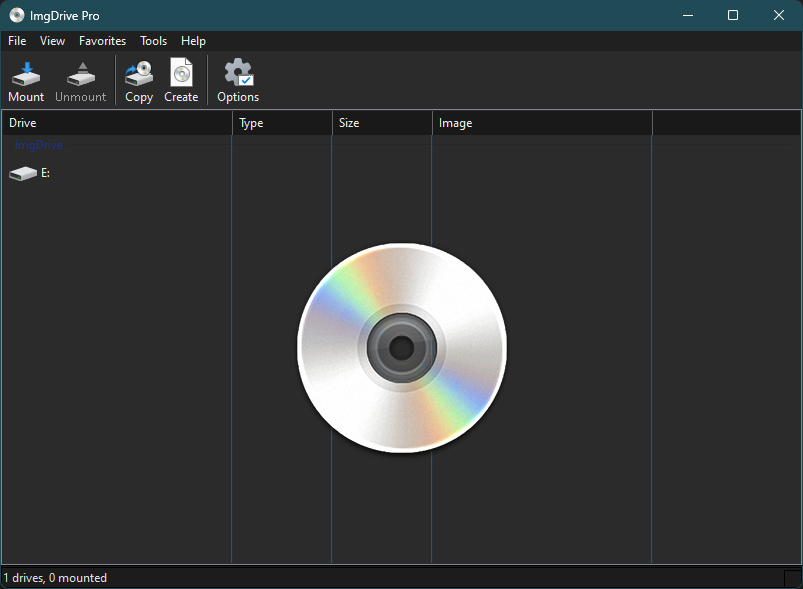 ImgDrive Pro
File View Favorites Tools Help
Mount Unmount Copy Create Options
Drive Type Size Image
ImgDrive
E:
1 drives, 0 mounted